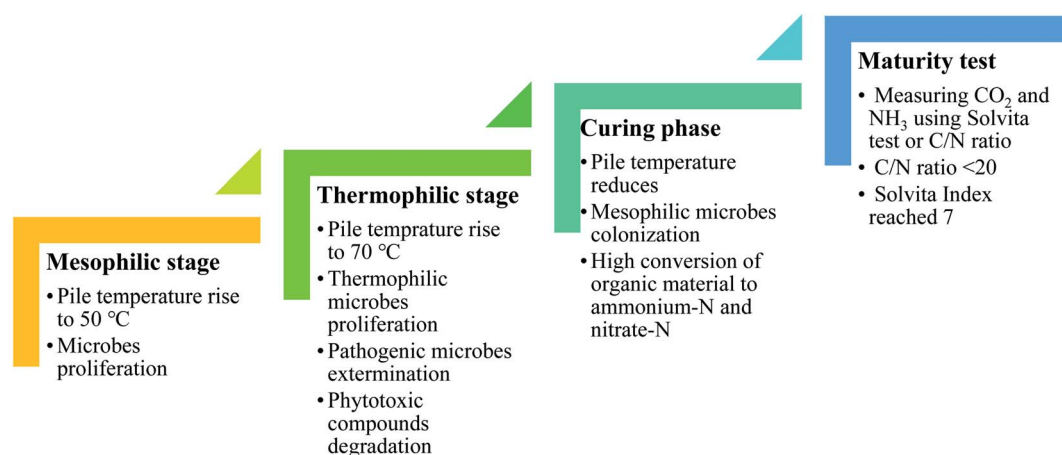 Mesophilic stage
• Pile temperature rise
to 50 ℃
• Microbes
proliferation
Thermophilic stage
• Pile temprature rise
to 70 ℃
• Thermophilic
microbes
proliferation
• Pathogenic microbes
extermination
• Phytotoxic
compounds
degradation
Curing phase
• Pile temperature
reduces
• Mesophilic microbes
colonization
• High conversion of
organic material to
ammonium-N and
nitrate-N
Maturity test
• Measuring CO₂ and
NH₃ using Solvita
test or C/N ratio
• C/N ratio <20
• Solvita Index
reached 7